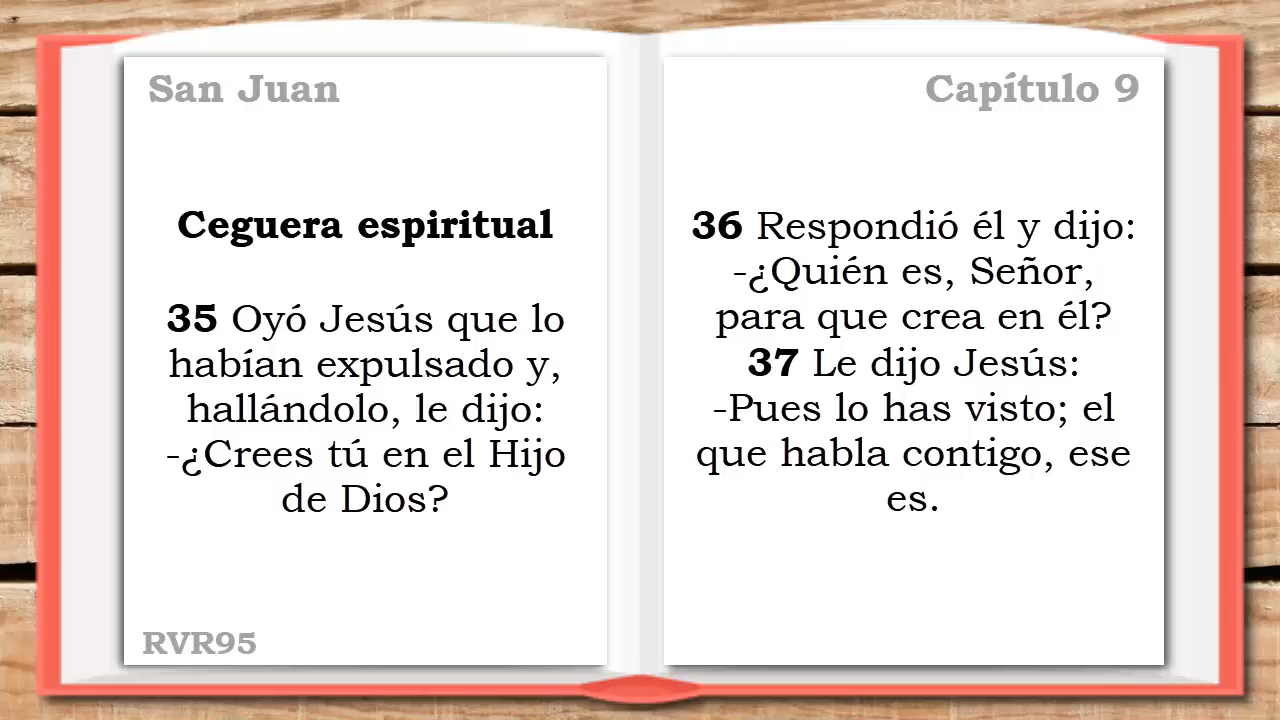 San Juan
Ceguera espiritual
35 Oyó Jesús que lo
habían expulsado y,
hallándolo, le dijo:
-¿Crees tú en el Hijo
de Dios?
RVR95
Capítulo 9
36 Respondió él y dijo:
-¿Quién es, Señor,
para que crea en él?
37 Le dijo Jesús:
-Pues lo has visto; el
que habla contigo, ese
es.